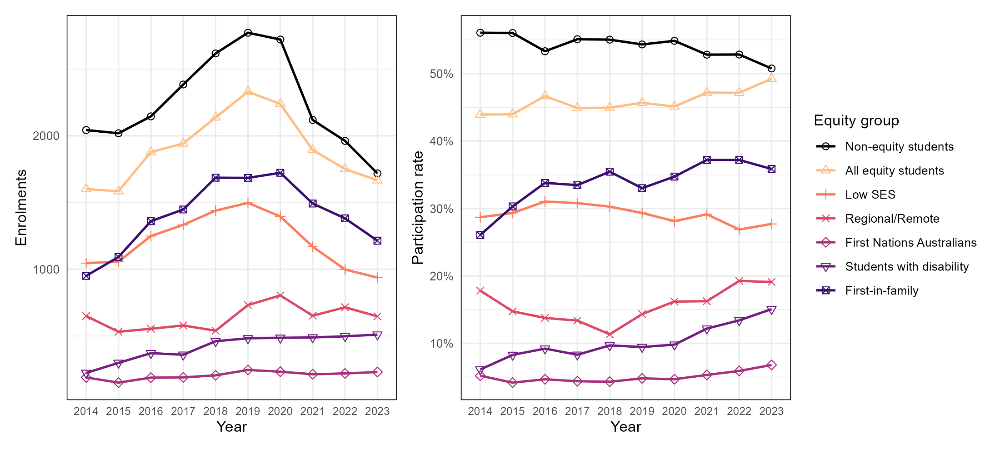 Enrolments
2000
1000
2014 2015 2016 2017 2018 2019 2020 2021 2022 2023
Year
Participation rate
50%
40%
30%
20%
10%
2014 2015 2016 2017 2018 2019 2020 2021 2022 2023
Year
Equity group
Non-equity students
All equity students
Low SES
Regional/Remote
First Nations Australians
Students with disability
First-in-family